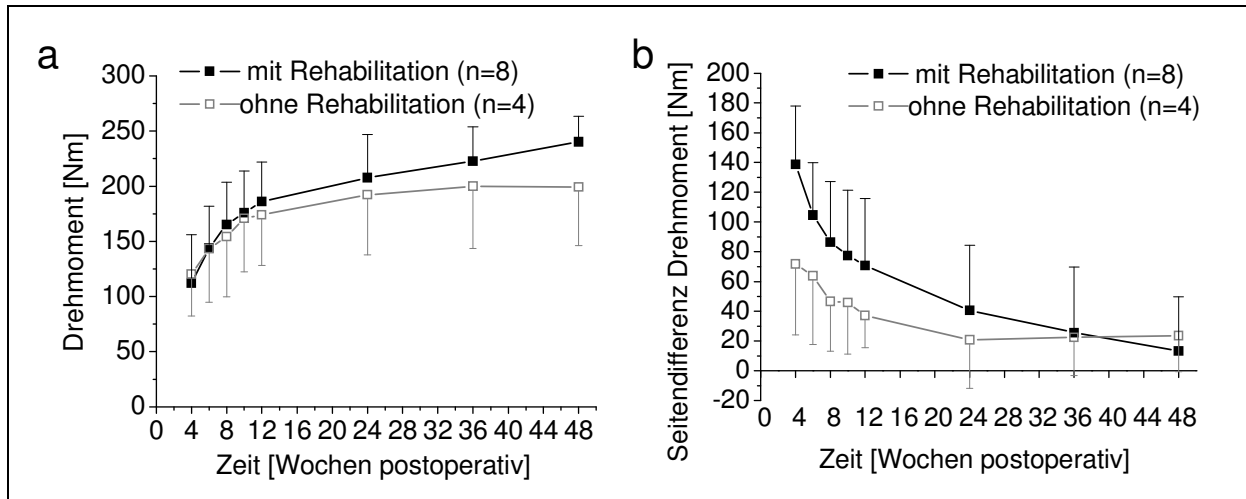 a
mit Rehabilitation (n=8)
ohne Rehabilitation (n=4)
300
250
200
150
100
50
0
Drehmoment [Nm]
0 4 8 12 16 20 24 28 32 36 40 44 48
Zeit [Wochen postoperativ]
b
mit Rehabilitation (n=8)
ohne Rehabilitation (n=4)
200
180
160
140
120
100
80
60
40
20
0
-20
Seitendifferenz Drehmoment [Nm]
0 4 8 12 16 20 24 28 32 36 40 44 48
Zeit [Wochen postoperativ]